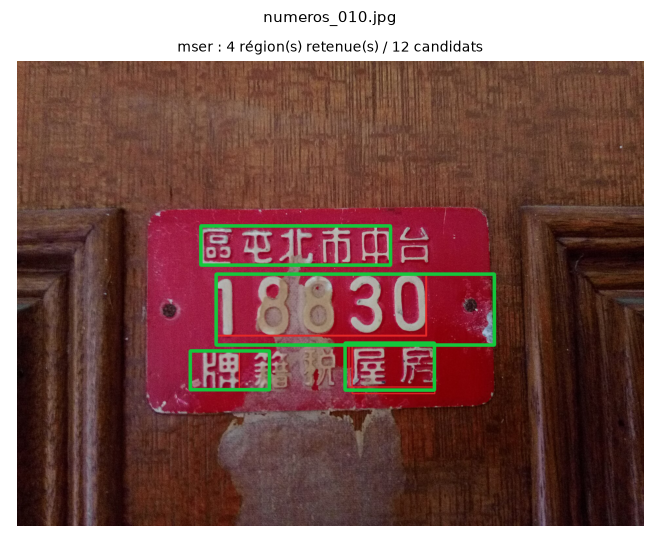 numeros_010.jpg
mser : 4 région(s) retenue(s) / 12 candidats
台中市北屯區
18830
房屋稅籍牌